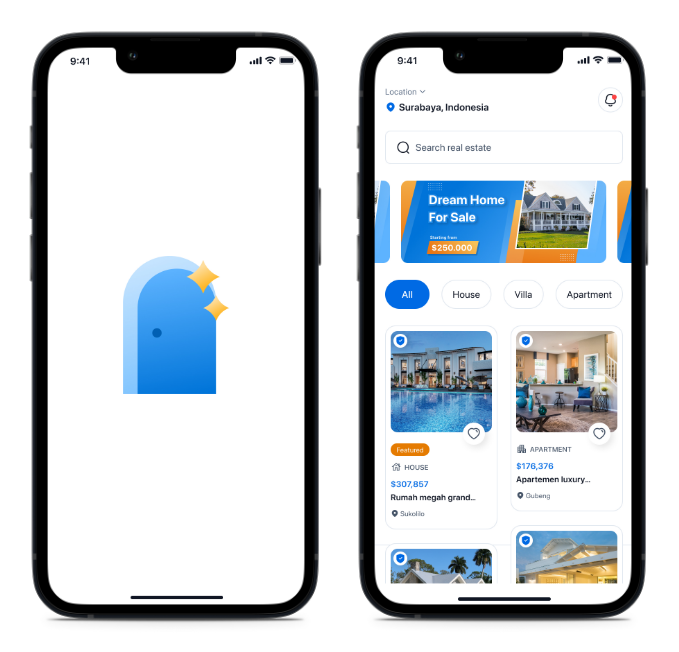 9:41
9:41
Location
Surabaya, Indonesia
Search real estate
Dream Home
For Sale
Starting from
$250.000
All
House
Villa
Apartment
Featured
HOUSE
$307,857
Rumah megah grand...
Sukolilo
APARTMENT
$176,376
Apartemen luxury...
Gubeng